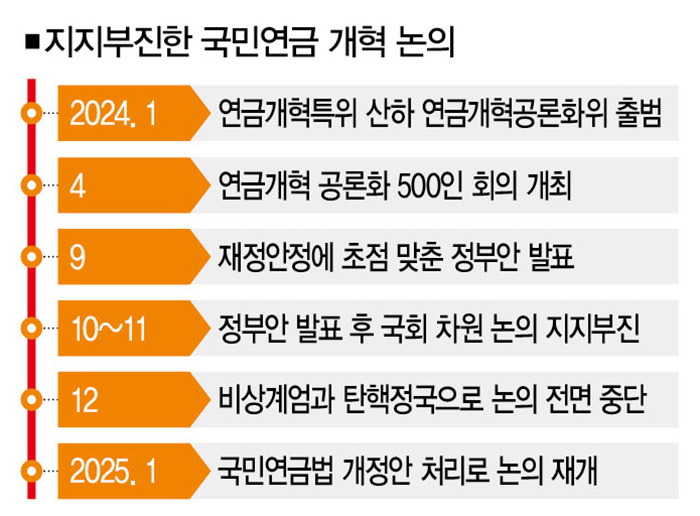 ■지지부진한 국민연금 개혁 논의
2024. 1 연금개혁특위 산하 연금개혁공론화위 출범
4 연금개혁 공론화 500인 회의 개최
9 재정안정에 초점 맞춘 정부안 발표
10~11 정부안 발표 후 국회 차원 논의 지지부진
12 비상계엄과 탄핵정국으로 논의 전면 중단
2025. 1 국민연금법 개정안 처리로 논의 재개